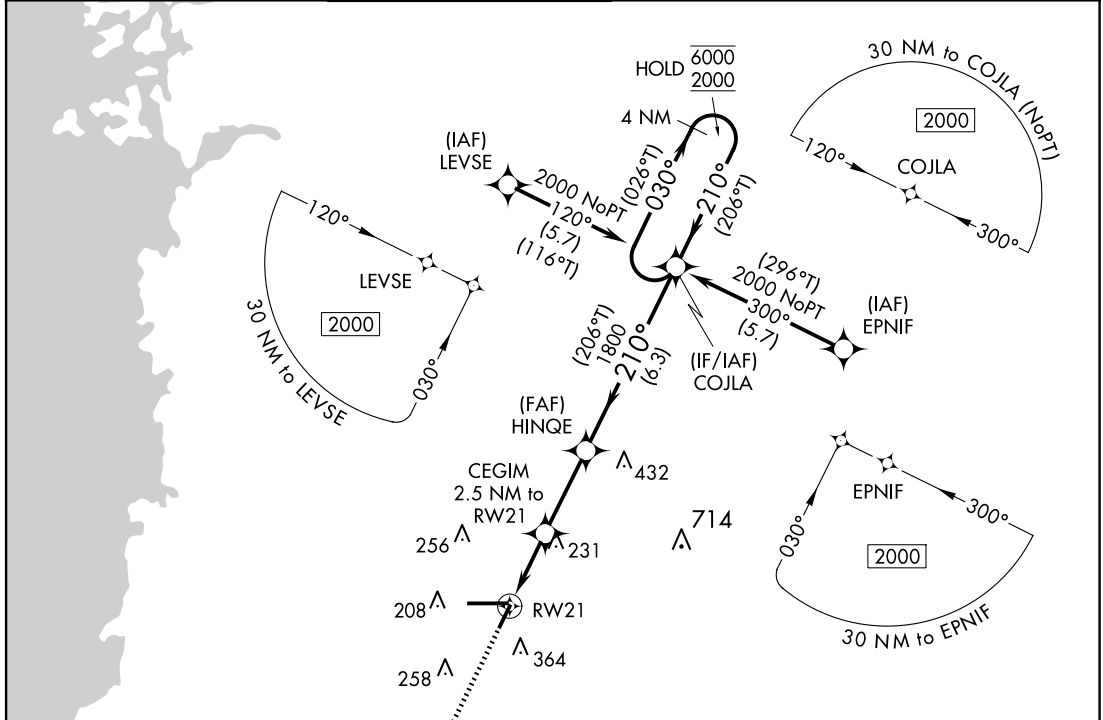 HOLD 6000
2000
4 NM
030°
(026°T)
210°
(206°T)
30 NM to COJLA (NoPT)
2000
120°
COJLA
300°
(IAF)
LEVSE
2000 NoPT
120°
(5.7)
(116°T)
120°
LEVSE
2000
030°
30 NM to LEVSE
(296°T)
2000 NoPT
300°
(5.7)
(IAF)
EPNIF
(IF/IAF)
COJLA
(206°T)
1800
210°
(6.3)
(FAF)
HINQE
432
CEGIM
2.5 NM to
RW21
256
231
714
EPNIF
300°
030°
2000
30 NM to EPNIF
208
RW21
364
258